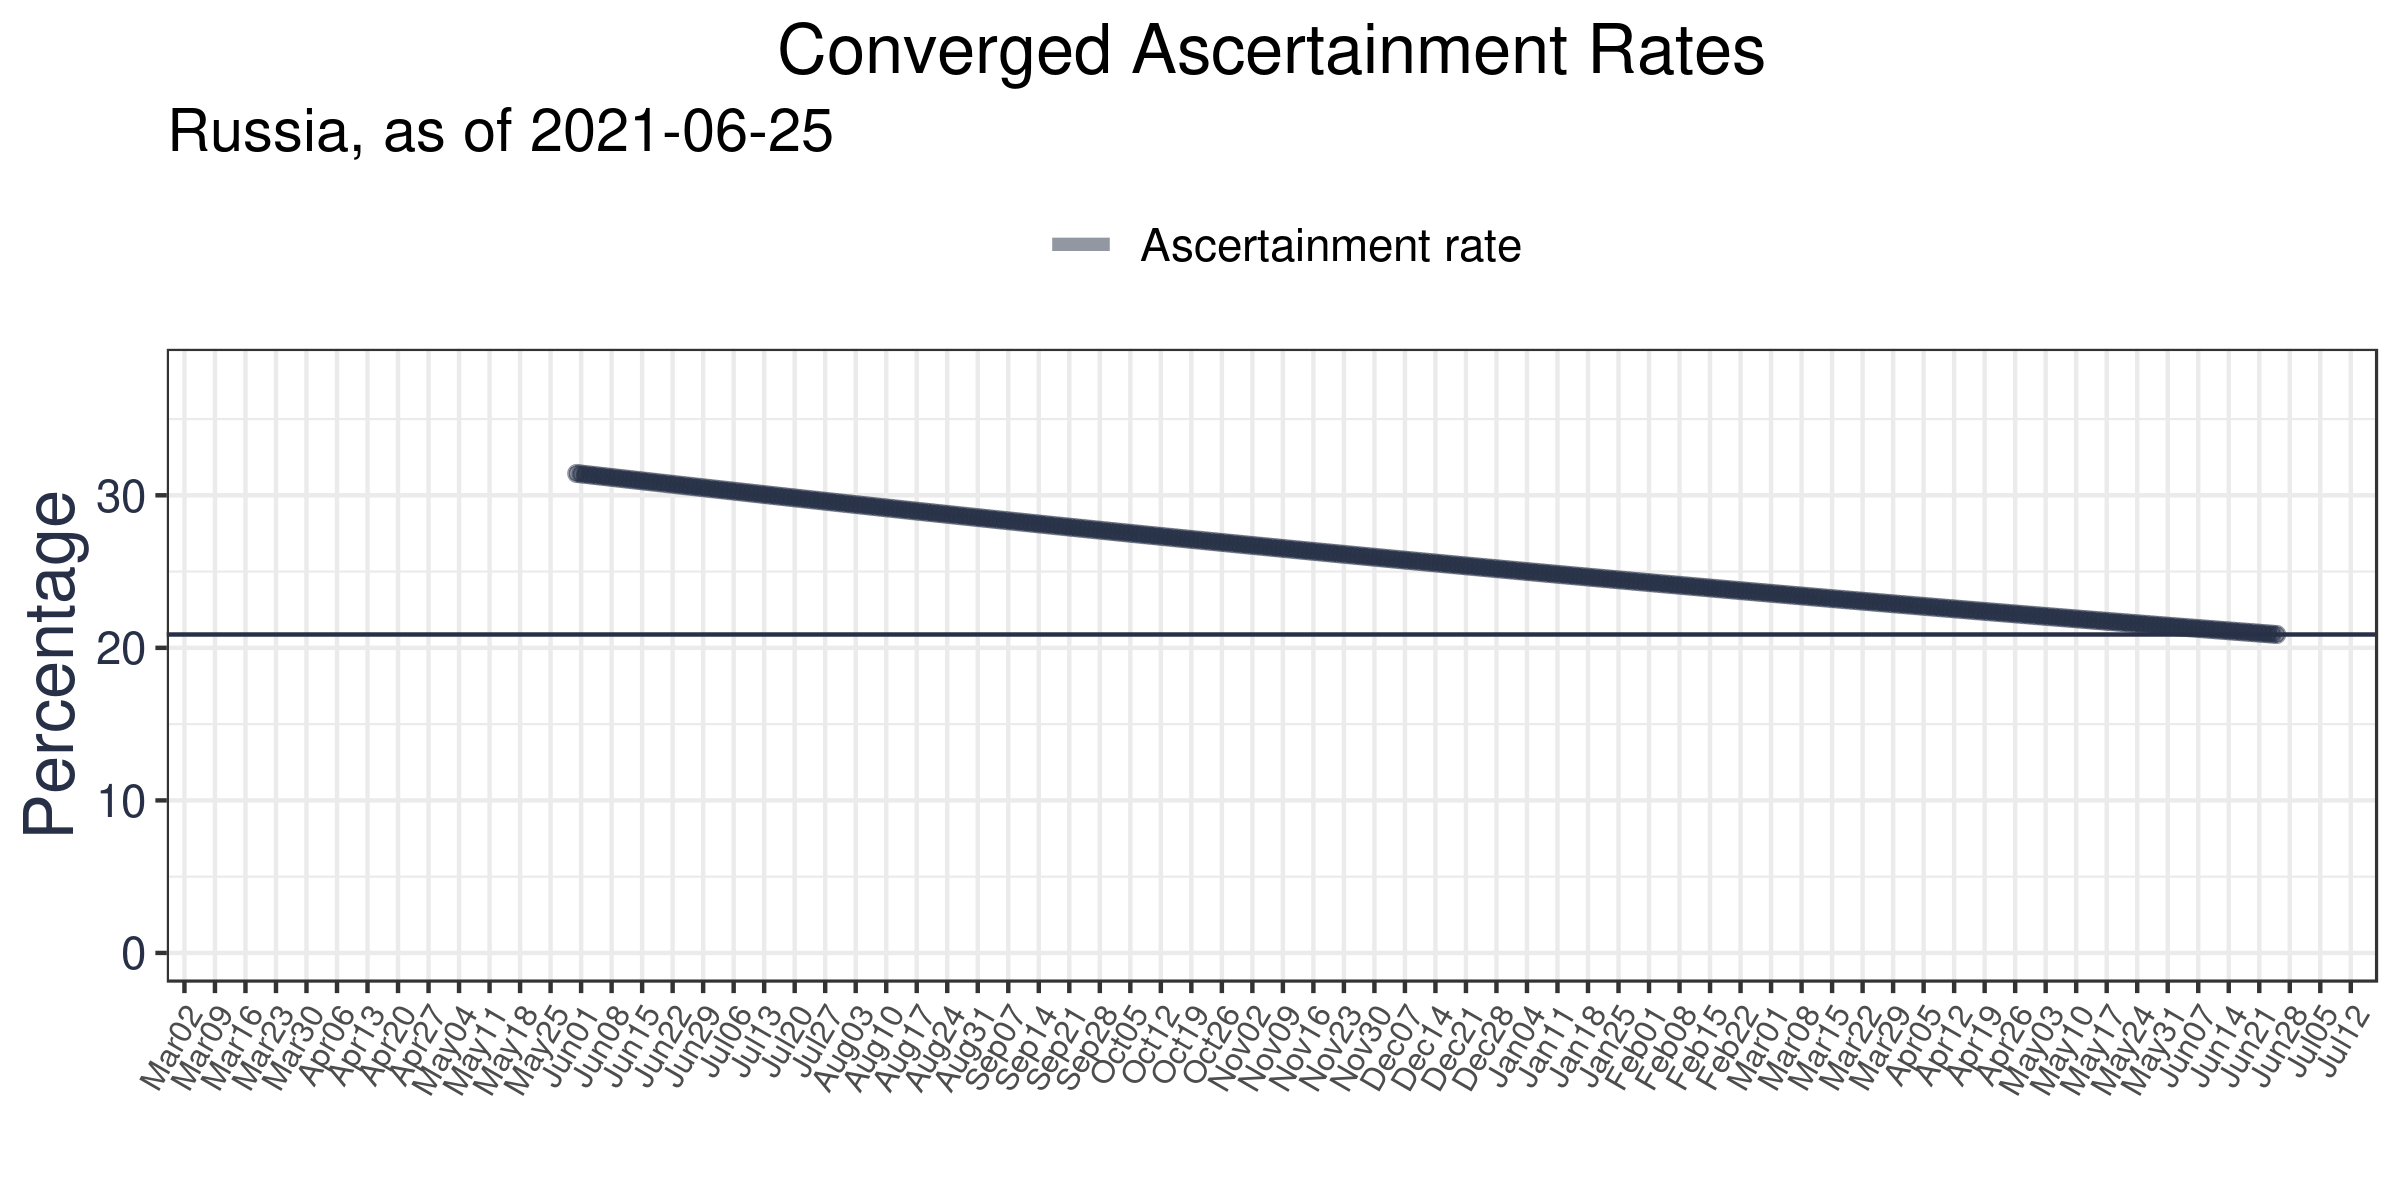 Converged Ascertainment Rates
Russia, as of 2021-06-25
Ascertainment rate
Percentage
30
20
10
0
Mar02 Mar09 Mar16 Mar23 Mar30 Apr06 Apr13 Apr20 Apr27 May04 May11 May18 May25 Jun01 Jun08 Jun15 Jun22 Jun29 Jul06 Jul13 Jul20 Jul27 Aug03 Aug10 Aug17 Aug24 Aug31 Sep07 Sep14 Sep21 Sep28 Oct05 Oct12 Oct19 Oct26 Nov02 Nov09 Nov16 Nov23 Nov30 Dec07 Dec14 Dec21 Dec28 Jan04 Jan11 Jan18 Jan25 Feb01 Feb08 Feb15 Feb22 Mar01 Mar08 Mar15 Mar22 Mar29 Apr05 Apr12 Apr19 Apr26 May03 May10 May17 May24 May31 Jun07 Jun14 Jun21 Jun28 Jul05 Jul12